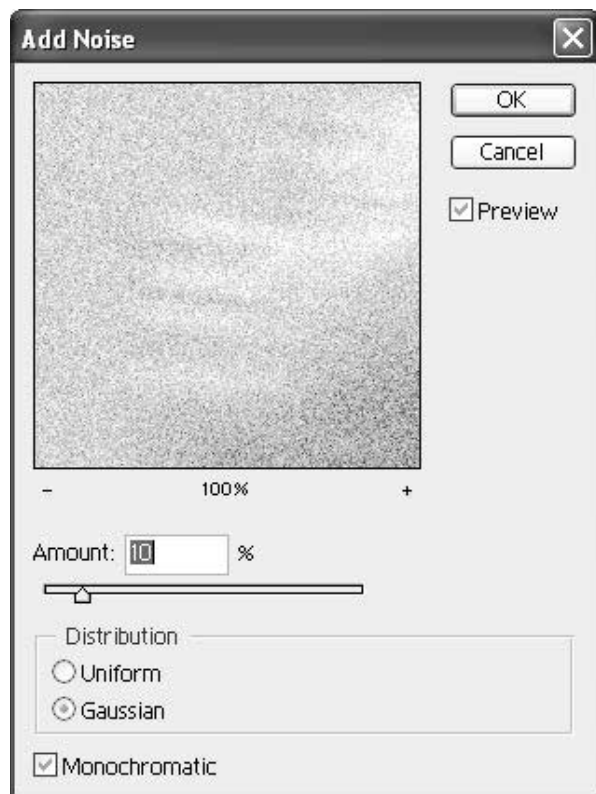 Add Noise
OK
Cancel
Preview
- 100% +
Amount: 10 %
Distribution
Uniform
Gaussian
Monochromatic